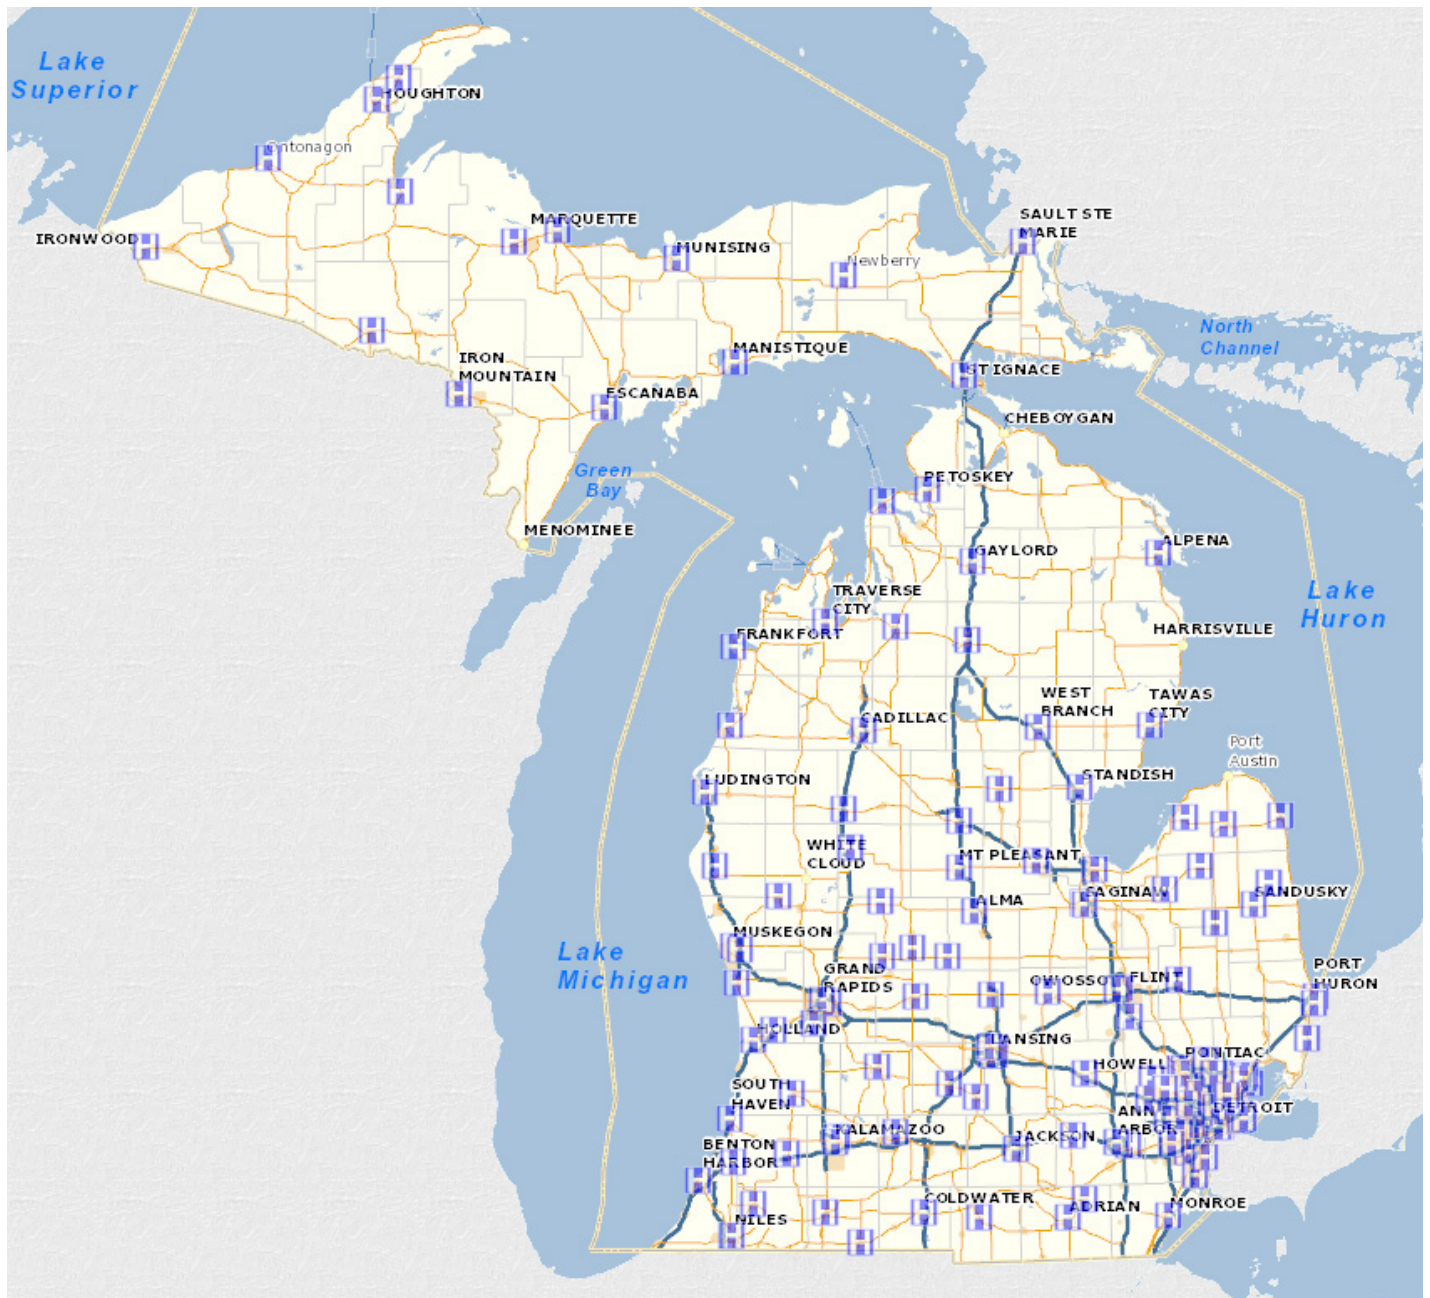 Lake
Superior
HOUGHTON
Ontonagon
MARQUETTE
SAULT STE
MARIE
IRONWOOD
MUNISING
Newberry
North
Channel
MANISTIQUE
IRON
MOUNTAIN
ST IGNACE
ESCANABA
CHEBOYGAN
Green
Bay
PETOSKEY
MENOMINEE
GAYLORD
ALPENA
TRAVERSE
CITY
Lake
Huron
FRANKFORT
HARRISVILLE
WEST
BRANCH
TAWAS
CITY
CADILLAC
Port
Austin
LUDINGTON
STANDISH
WHITE
CLOUD
MT PLEASANT
SAGINAW
SANDUSKY
ALMA
MUSKEGON
Lake
Michigan
GRAND
RAPIDS
OWOSSO
FLINT
PORT
HURON
HOLLAND
LANSING
HOWELL
PONTIAC
SOUTH
HAVEN
ANN
ARBOR
DETROIT
KALAMAZOO
JACKSON
BENTON
HARBOR
COLDWATER
ADRIAN
MONROE
NILES